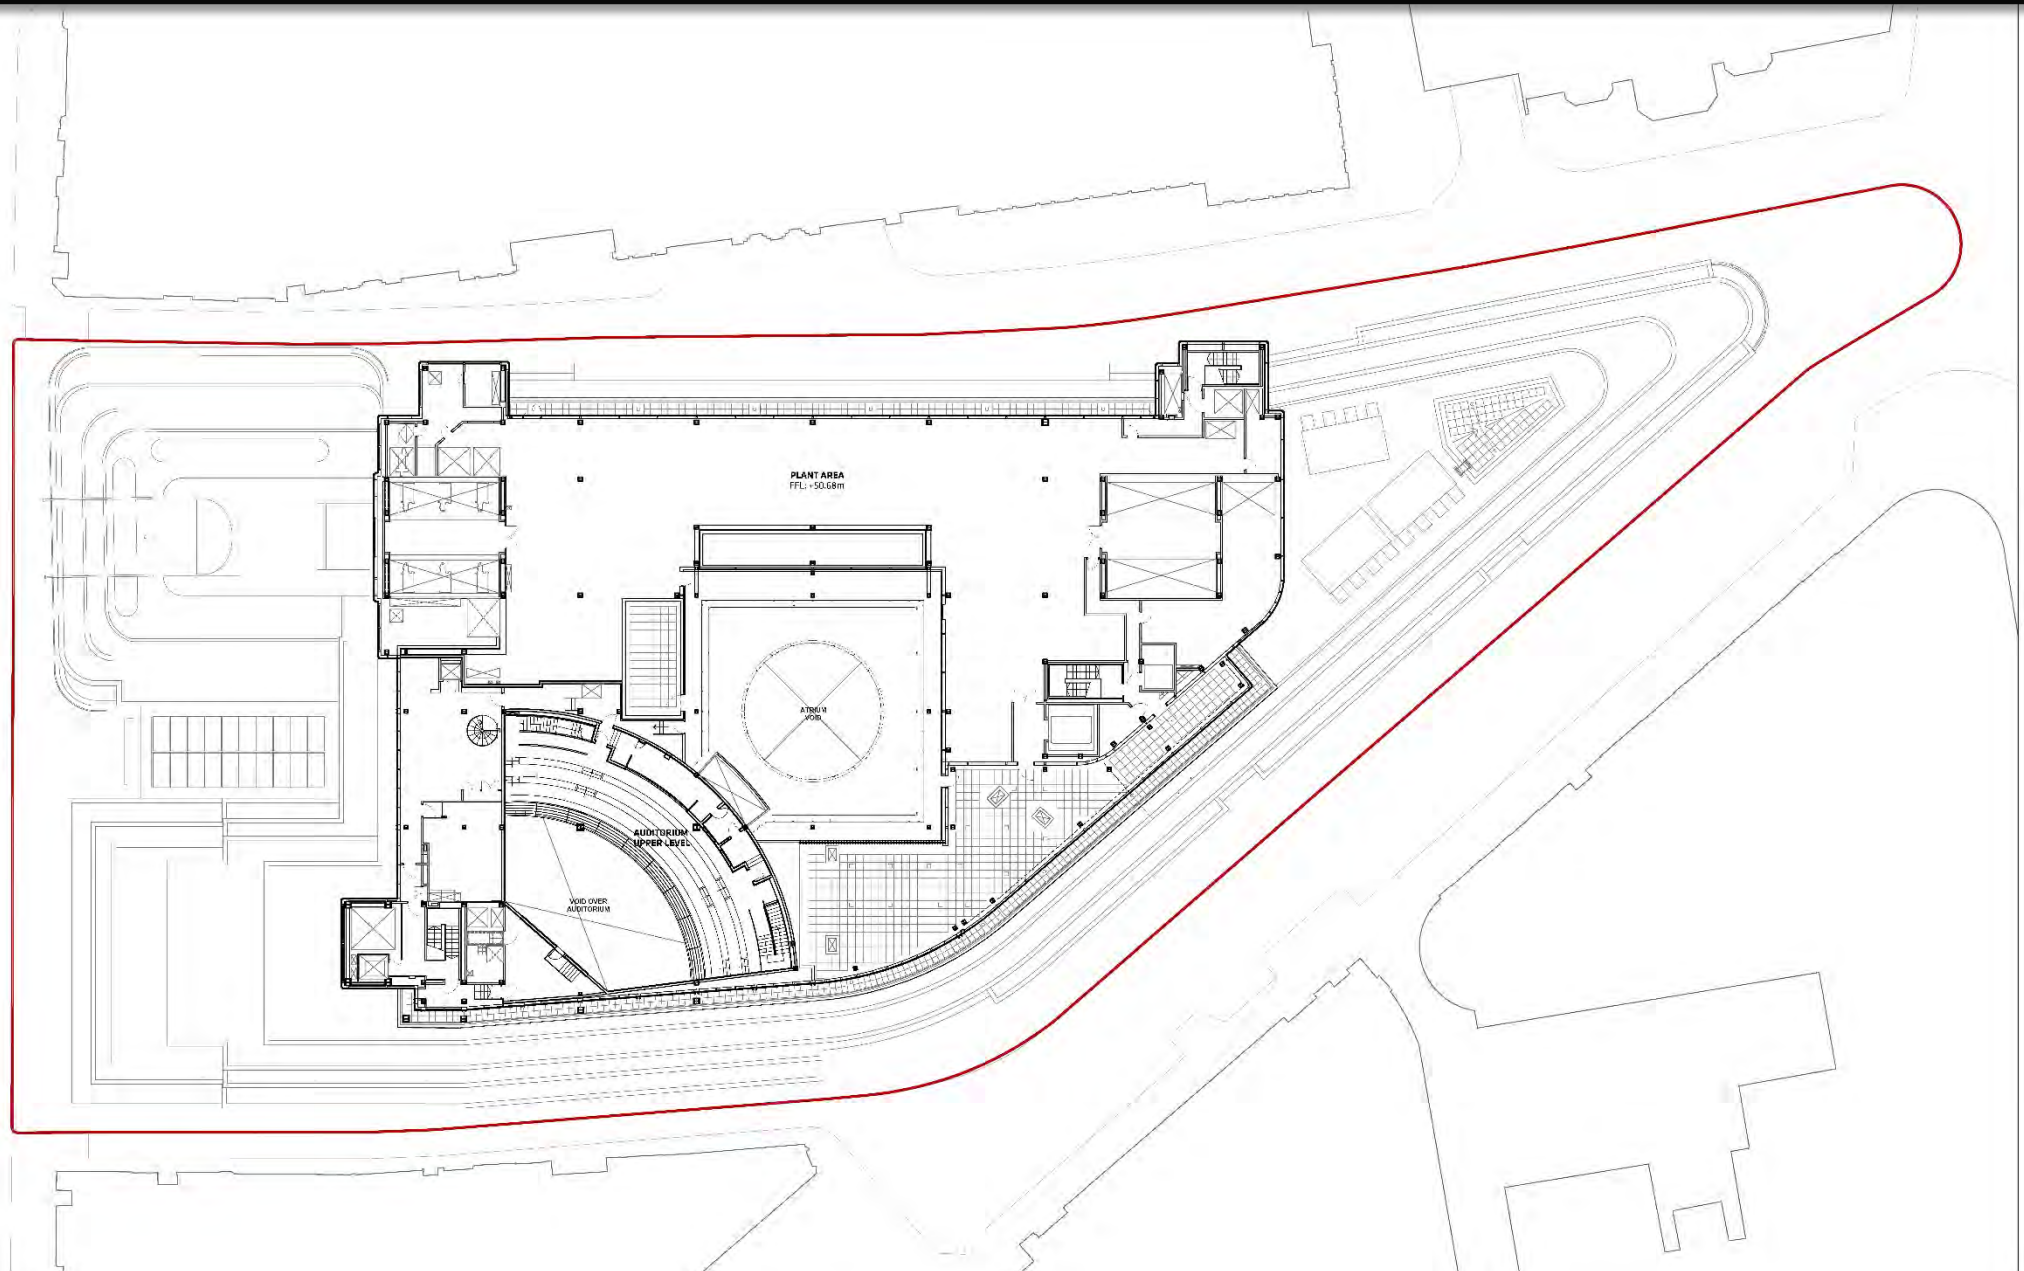 PLANT AREA
FFL: +50.68m
ATRIUM
VOID
AUDITORIUM
UPPER LEVEL
VOID OVER
AUDITORIUM